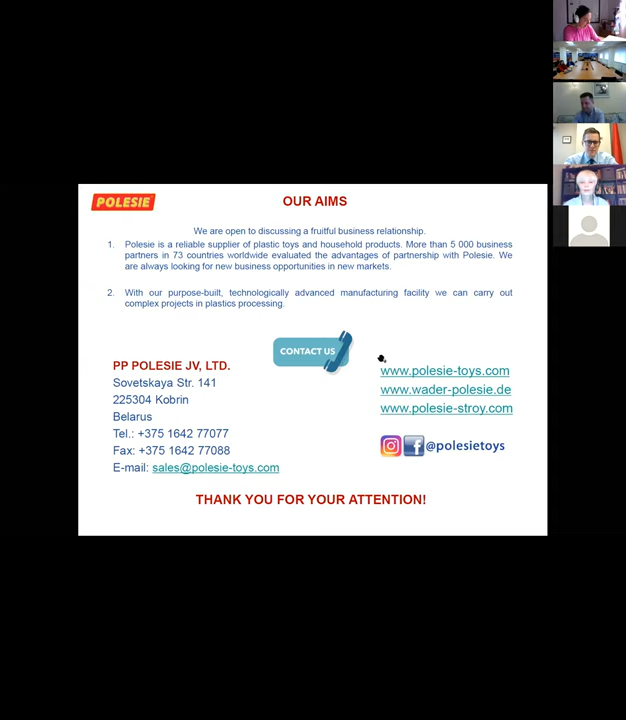 POLESIE
OUR AIMS
We are open to discussing a fruitful business relationship.
1. Polesie is a reliable supplier of plastic toys and household products. More than 5 000 business
partners in 73 countries worldwide evaluated the advantages of partnership with Polesie. We
are always looking for new business opportunities in new markets.
2. With our purpose-built, technologically advanced manufacturing facility we can carry out
complex projects in plastics processing.
CONTACT US
PP POLESIE JV, LTD.
Sovetskaya Str. 141
225304 Kobrin
Belarus
Tel.: +375 1642 77077
Fax: +375 1642 77088
E-mail: sales@polesie-toys.com
www.polesie-toys.com
www.wader-polesie.de
www.polesie-stroy.com
@polesietoys
THANK YOU FOR YOUR ATTENTION!